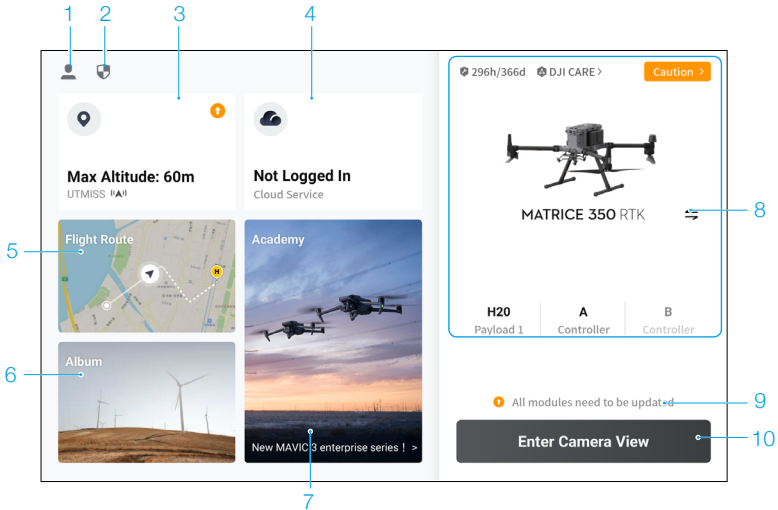 1
2
3
4
296h/366d
DJI CARE >
Caution >
Max Altitude: 60m
UTMISS
Not Logged In
Cloud Service
MATRICE 350 RTK
8
5
Flight Route
H
Academy
H20
A
B
Payload 1
Controller
Controller
6
Album
All modules need to be updated
9
New MAVIC 3 enterprise series! >
Enter Camera View
10
7